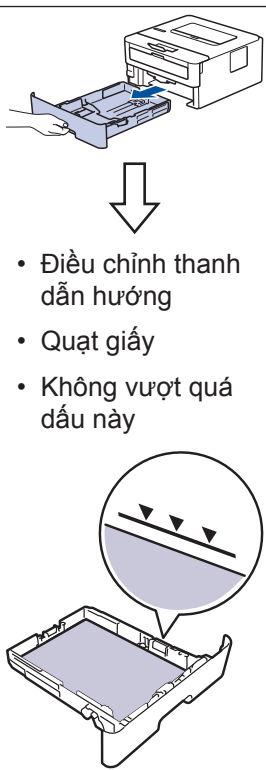 • Điều chỉnh thanh
dẫn hướng
• Quạt giấy
• Không vượt quá
dấu này